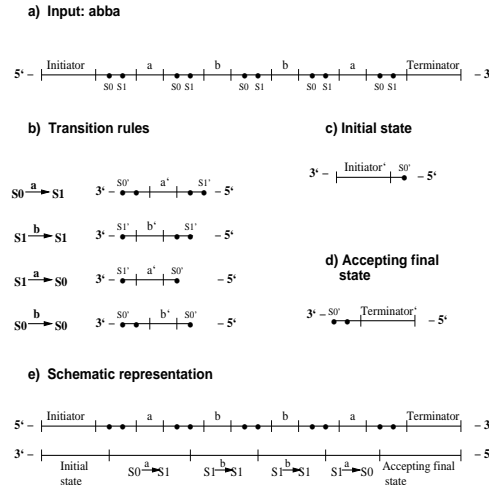 a) Input: abba
5‘ – Initiator a b b a Terminator – 3
S0 S1 S0 S1 S0 S1 S0 S1 S0 S1
b) Transition rules
c) Initial state
3‘ – Initiator‘ S0' – 5‘
S0 a S1 3‘ – S0' a‘ S1' – 5‘
S1 b S1 3‘ – S1' b‘ S1' – 5‘
d) Accepting final
state
S1 a S0 3‘ – S1' a‘ S0' – 5‘
3‘ – S0' Terminator‘ – 5‘
S0 b S0 3‘ – S0' b‘ S0' – 5‘
e) Schematic representation
5‘ – Initiator a b b a Terminator – 3
3‘ – – 5
Initial
state
S0 a S1 S1 b S1 S1 b S1 S1 a S0
Accepting final
state